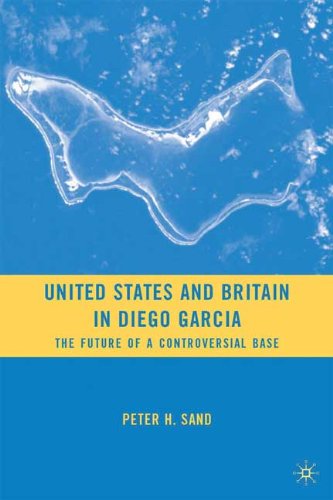 UNITED STATES AND BRITAIN
IN DIEGO GARCIA
THE FUTURE OF A CONTROVERSIAL BASE
PETER H. SAND